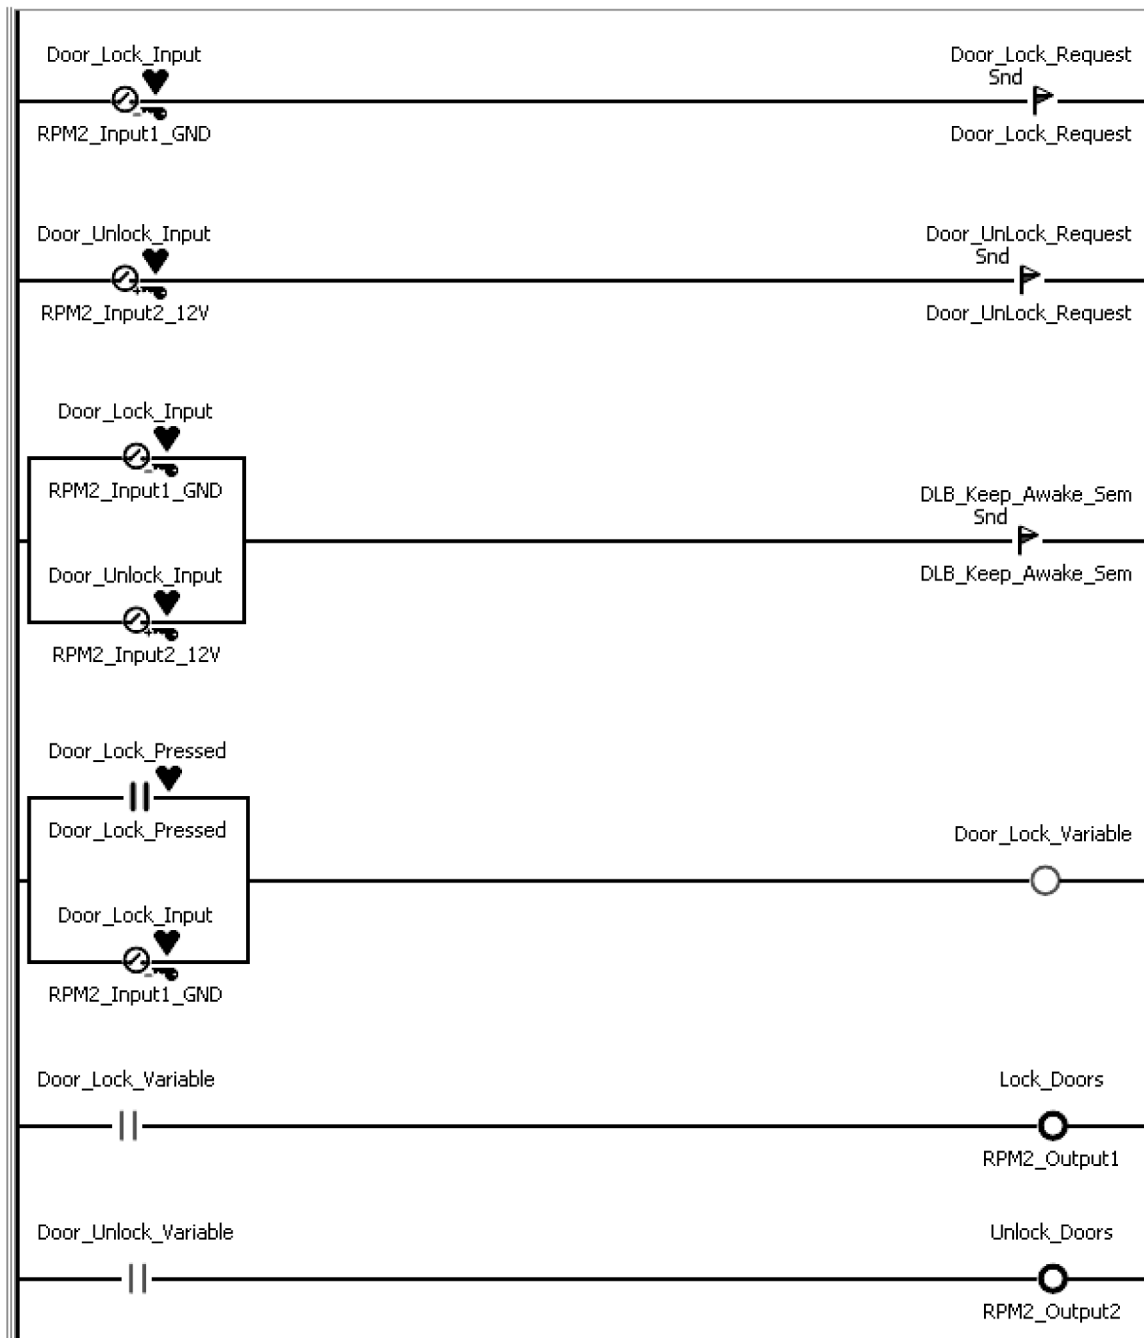 Door_Lock_Input
Door_Lock_Request
Snd
RPM2_Input1_GND
Door_Lock_Request
Door_Unlock_Input
Door_UnLock_Request
Snd
RPM2_Input2_12V
Door_UnLock_Request
Door_Lock_Input
RPM2_Input1_GND
DLB_Keep_Awake_Sem
Snd
Door_Unlock_Input
DLB_Keep_Awake_Sem
RPM2_Input2_12V
Door_Lock_Pressed
Door_Lock_Pressed
Door_Lock_Variable
Door_Lock_Input
RPM2_Input1_GND
Door_Lock_Variable
Lock_Doors
RPM2_Output1
Door_Unlock_Variable
Unlock_Doors
RPM2_Output2